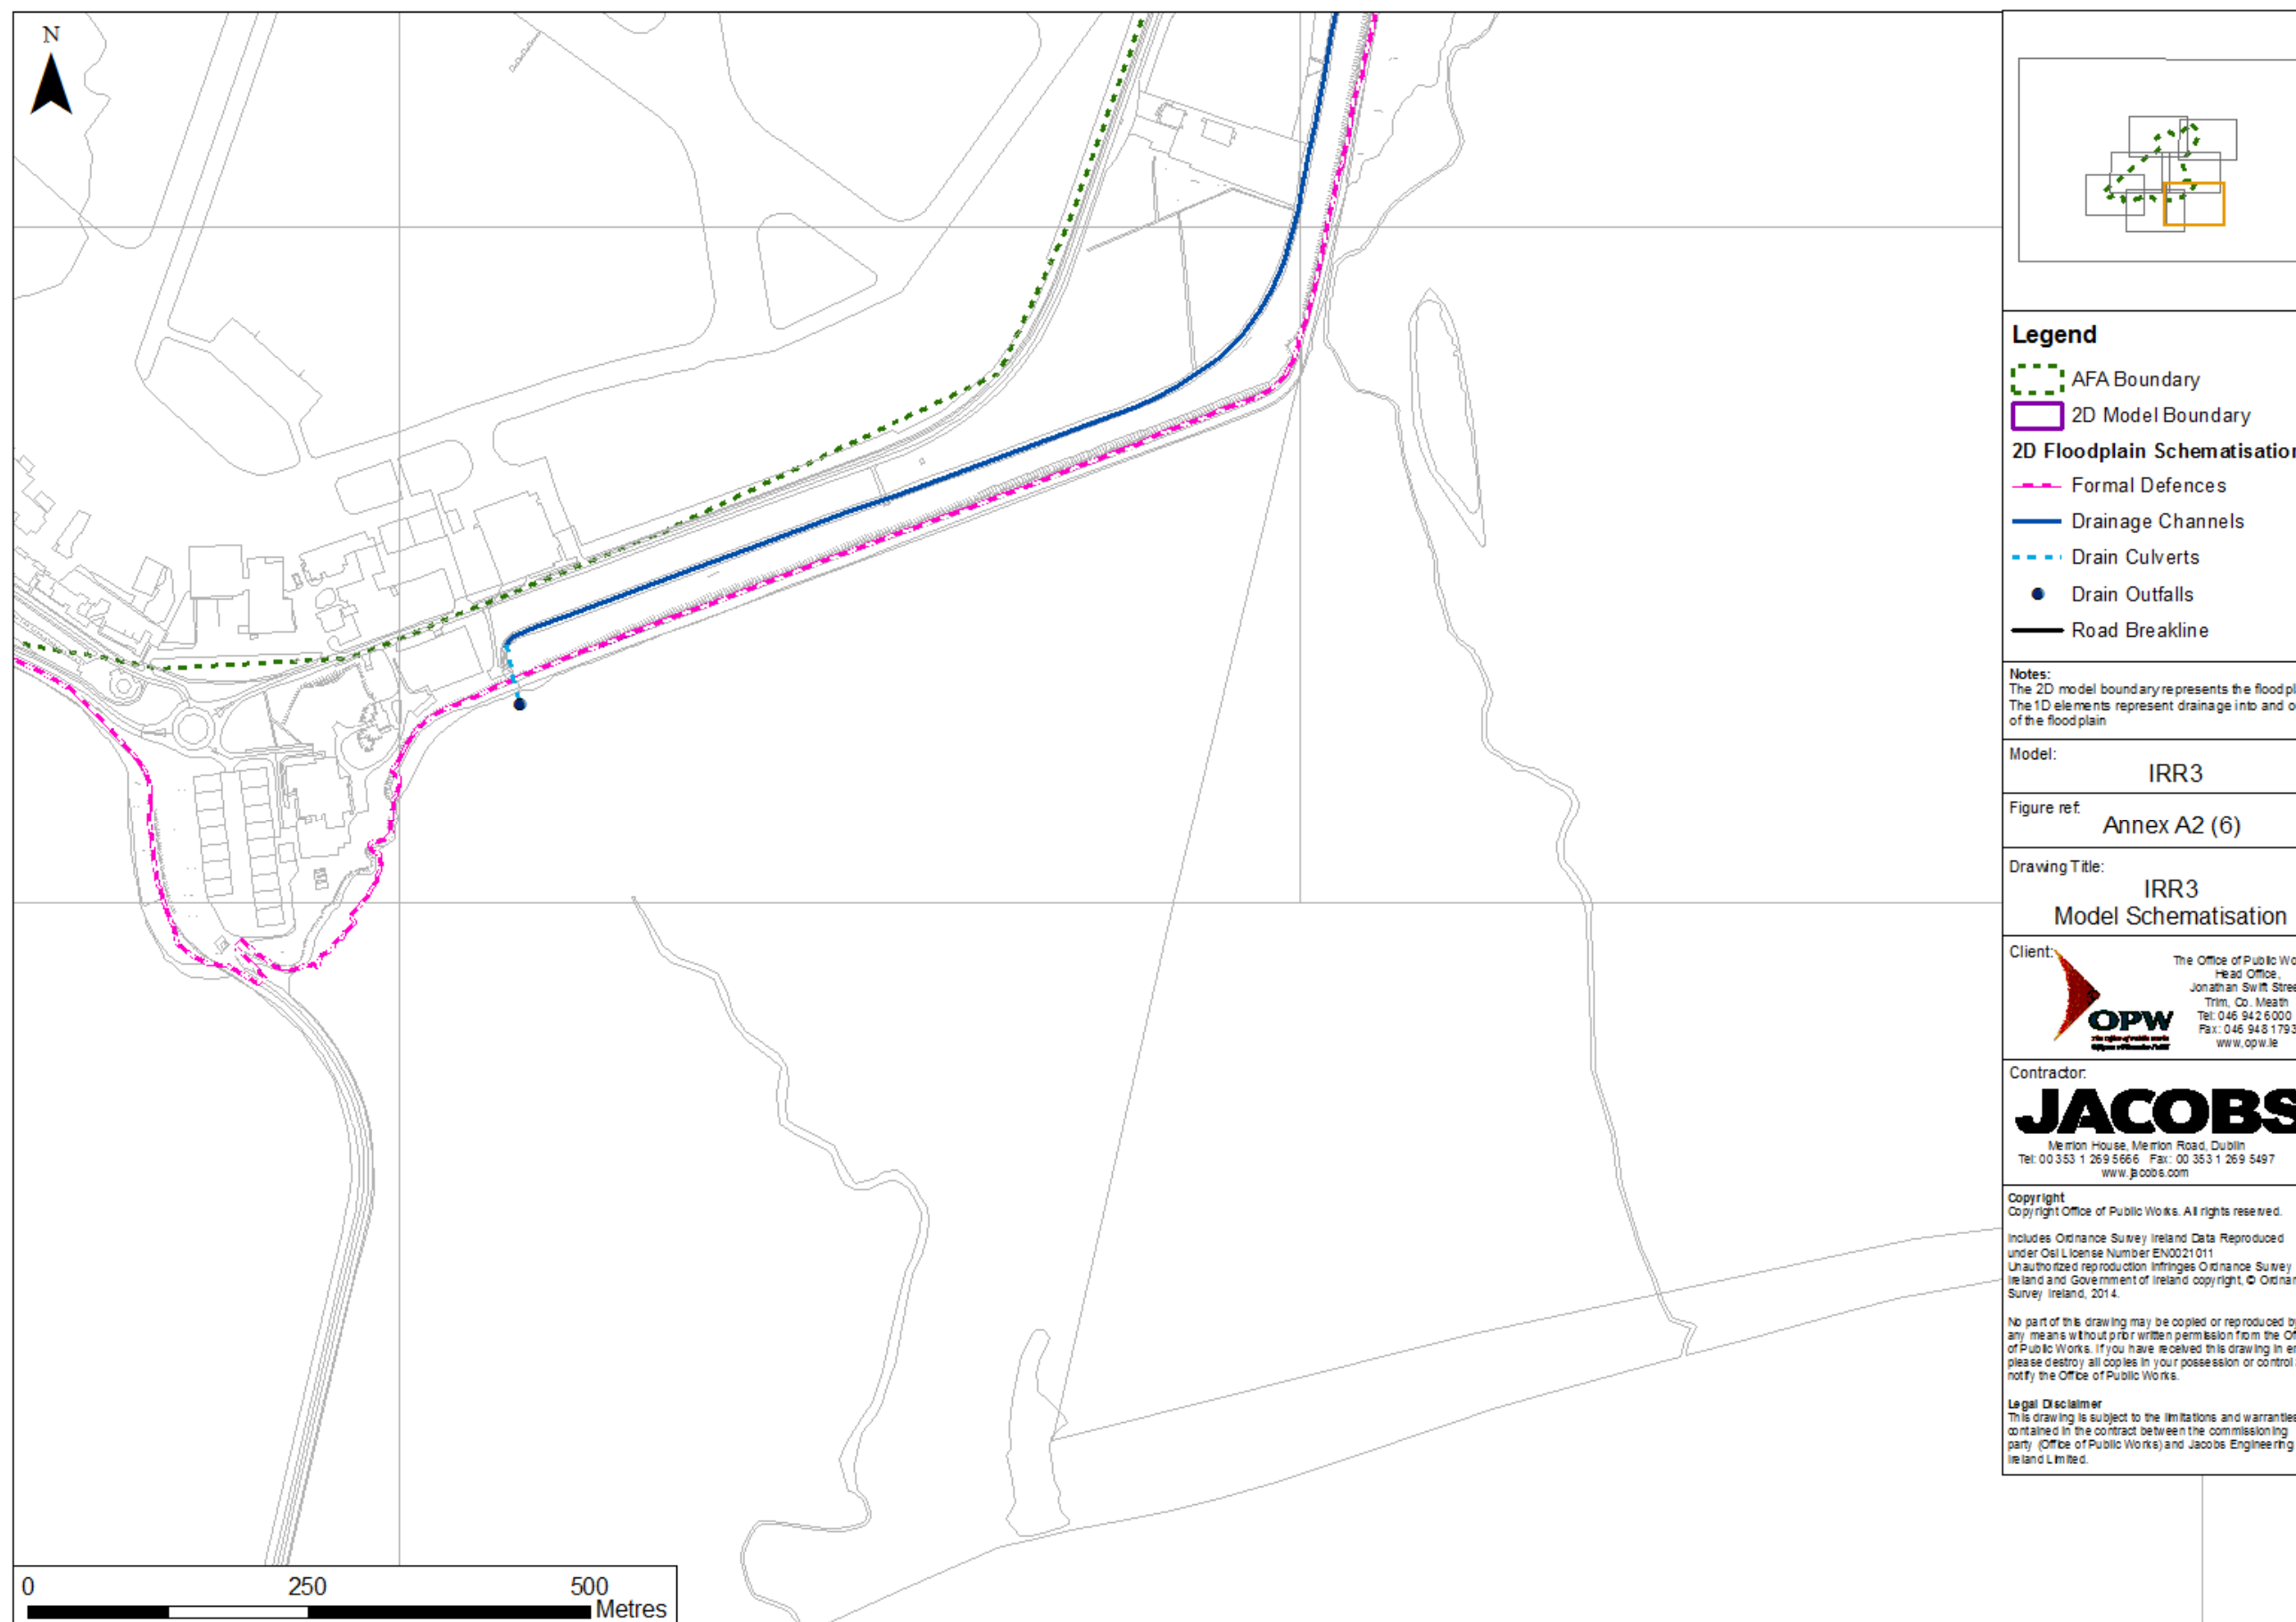 N
Legend
AFA Boundary
2D Model Boundary
2D Floodplain Schematisation
Formal Defences
Drainage Channels
Drain Culverts
Drain Outfalls
Road Breakline
Notes:
The 2D model boundary represents the floodpl
The 1D elements represent drainage into and o
of the floodplain
Model:
IRR3
Figure ref:
Annex A2 (6)
Drawing Title:
IRR3
Model Schematisation
Client:
The Office of Public Wo
Head Office,
Jonathan Swift Stree
Trim, Co. Meath
Tel: 046 942 6000
Fax: 046 948 1793
www.opw.ie
OPW
Contractor:
JACOBS
Merrion House, Merrion Road, Dublin
Tel: 00 353 1 269 5666 Fax: 00 353 1 269 5497
www.jacobs.com
Copyright
Copyright Office of Public Works. All rights reserved.
Includes Ordnance Survey Ireland Data Reproduced
under OSi License Number EN0021011
Unauthorized reproduction infringes Ordnance Survey
Ireland and Government of Ireland copyright, © Ordnan
Survey Ireland, 2014.
No part of this drawing may be copied or reproduced by
any means without prior written permission from the Of
of Public Works. If you have received this drawing in er
please destroy all copies in your possession or control
notify the Office of Public Works.
Legal Disclaimer
This drawing is subject to the limitations and warranties
contained in the contract between the commissioning
party (Office of Public Works) and Jacobs Engineering
Ireland Limited.
0 250 500
Metres